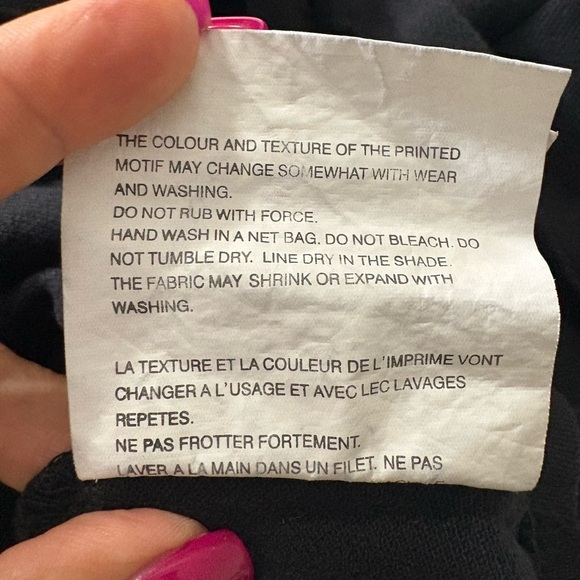 THE COLOUR AND TEXTURE OF THE PRINTED
MOTIF MAY CHANGE SOMEWHAT WITH WEAR
AND WASHING.
DO NOT RUB WITH FORCE.
HAND WASH IN A NET BAG. DO NOT BLEACH. DO
NOT TUMBLE DRY. LINE DRY IN THE SHADE.
THE FABRIC MAY SHRINK OR EXPAND WITH
WASHING.
LA TEXTURE ET LA COULEUR DE L'IMPRIME VONT
CHANGER A L'USAGE ET AVEC LEC LAVAGES
REPETES.
NE PAS FROTTER FORTEMENT.
LAVER A LA MAIN DANS UN FILET. NE PAS